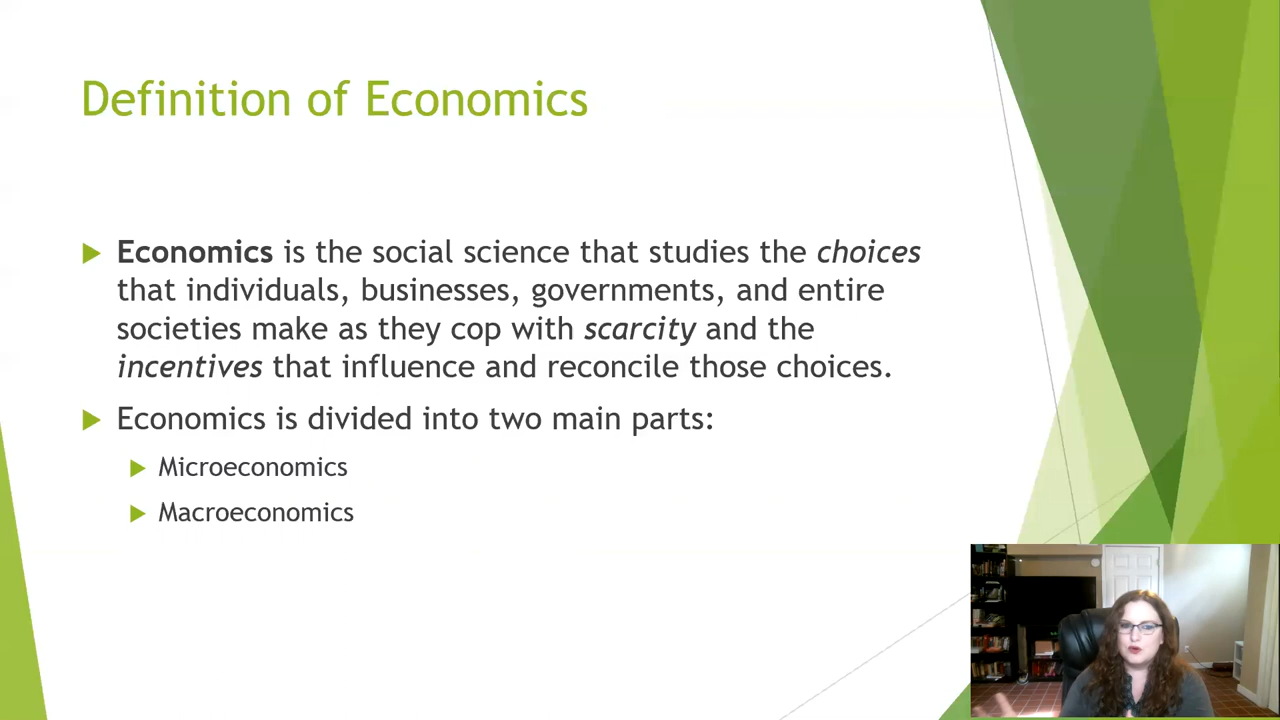 Definition of Economics
Economics is the social science that studies the choices
that individuals, businesses, governments, and entire
societies make as they cop with scarcity and the
incentives that influence and reconcile those choices.
Economics is divided into two main parts:
Microeconomics
Macroeconomics